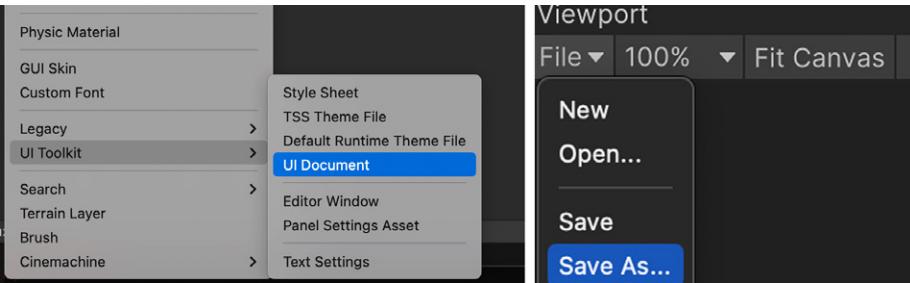 Physic Material
GUI Skin
Custom Font
Legacy
UI Toolkit
Search
Terrain Layer
Brush
Cinemachine
Style Sheet
TSS Theme File
Default Runtime Theme File
UI Document
Editor Window
Panel Settings Asset
Text Settings
Viewport
File 100% Fit Canvas
New
Open...
Save
Save As...